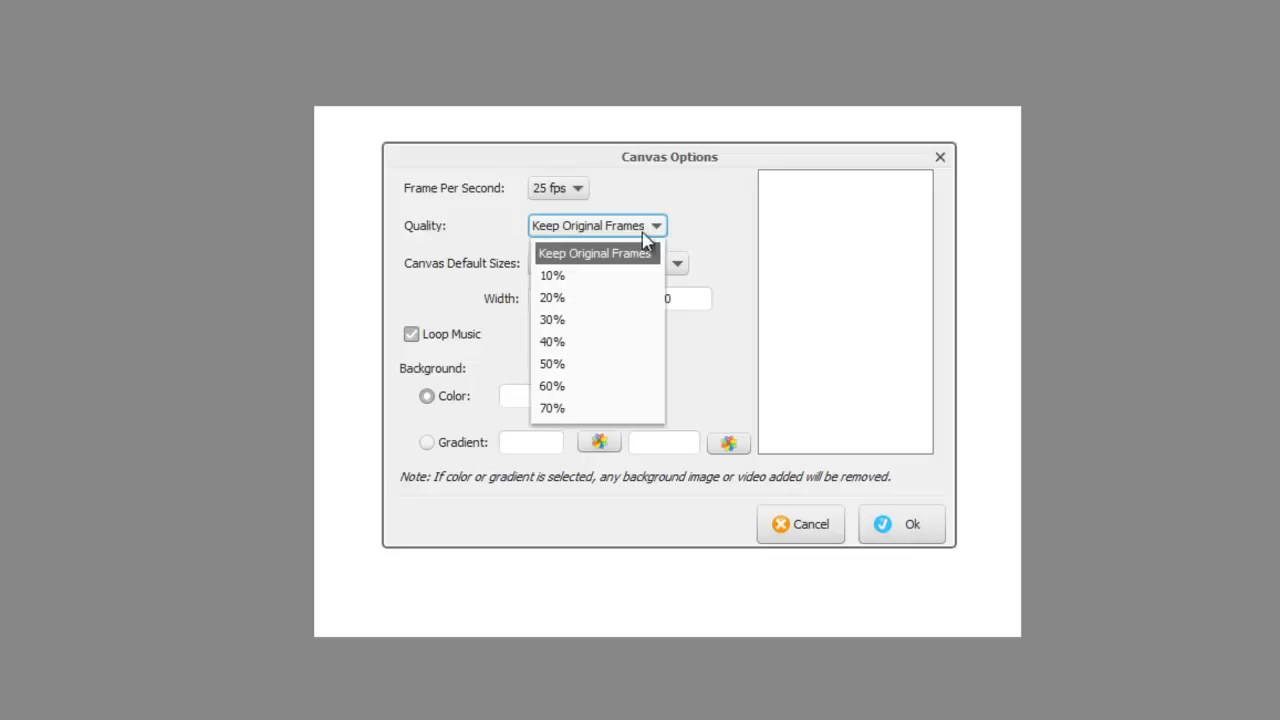 Canvas Options
Frame Per Second: 25 fps
Quality: Keep Original Frames
Keep Original Frames
Canvas Default Sizes:
10%
20%
Width: 0
30%
Loop Music
40%
50%
Background:
60%
Color:
70%
Gradient:
Note: If color or gradient is selected, any background image or video added will be removed.
Cancel Ok